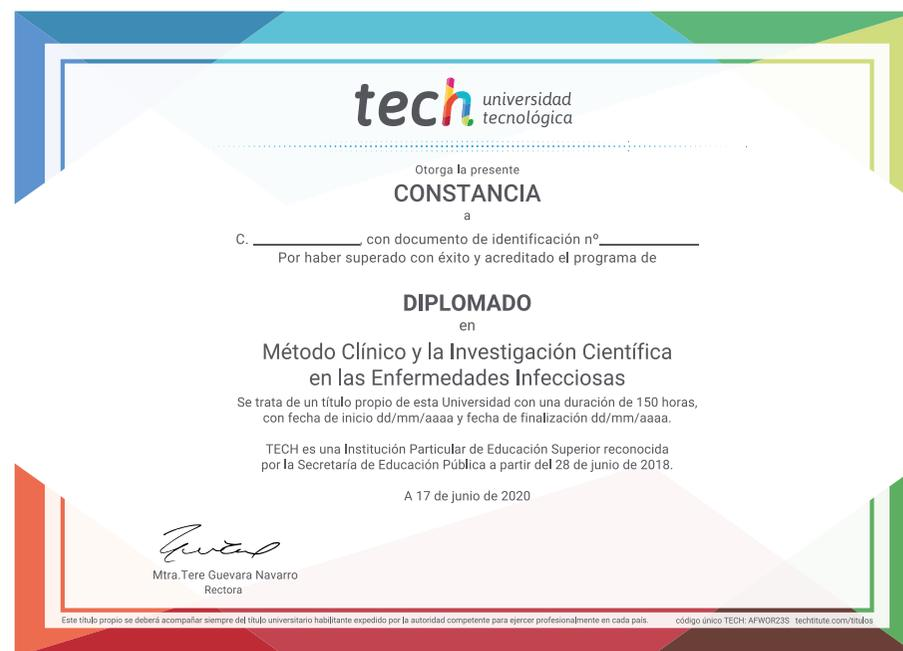 tech universidad
tecnológica
Otorga la presente
CONSTANCIA
a
C. ____________, con documento de identificación nº___________
Por haber superado con éxito y acreditado el programa de
DIPLOMADO
en
Método Clínico y la Investigación Científica
en las Enfermedades Infecciosas
Se trata de un título propio de esta Universidad con una duración de 150 horas,
con fecha de inicio dd/mm/aaaa y fecha de finalización dd/mm/aaaa.
TECH es una Institución Particular de Educación Superior reconocida
por la Secretaría de Educación Pública a partir del 28 de junio de 2018.
A 17 de junio de 2020
Mtra.Tere Guevara Navarro
Rectora
Este título propio se deberá acompañar siempre del título universitario habilitante expedido por la autoridad competente para ejercer profesionalmente en cada país. código único TECH: AFWOR23S techtitute.com/titulos